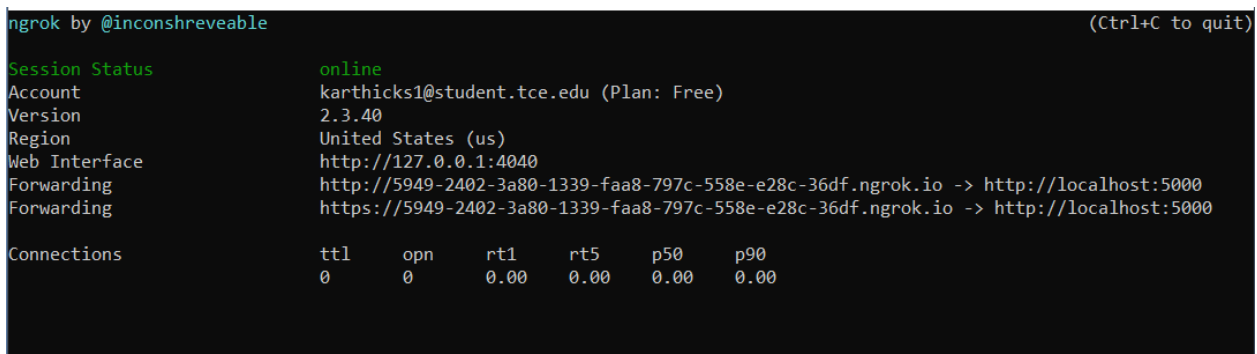 ngrok by @inconshreveable (Ctrl+C to quit)
Session Status online
Account karthicks1@student.tce.edu (Plan: Free)
Version 2.3.40
Region United States (us)
Web Interface http://127.0.0.1:4040
Forwarding http://5949-2402-3a80-1339-faa8-797c-558e-e28c-36df.ngrok.io -> http://localhost:5000
Forwarding https://5949-2402-3a80-1339-faa8-797c-558e-e28c-36df.ngrok.io -> http://localhost:5000
Connections ttl opn rt1 rt5 p50 p90
0 0 0.00 0.00 0.00 0.00